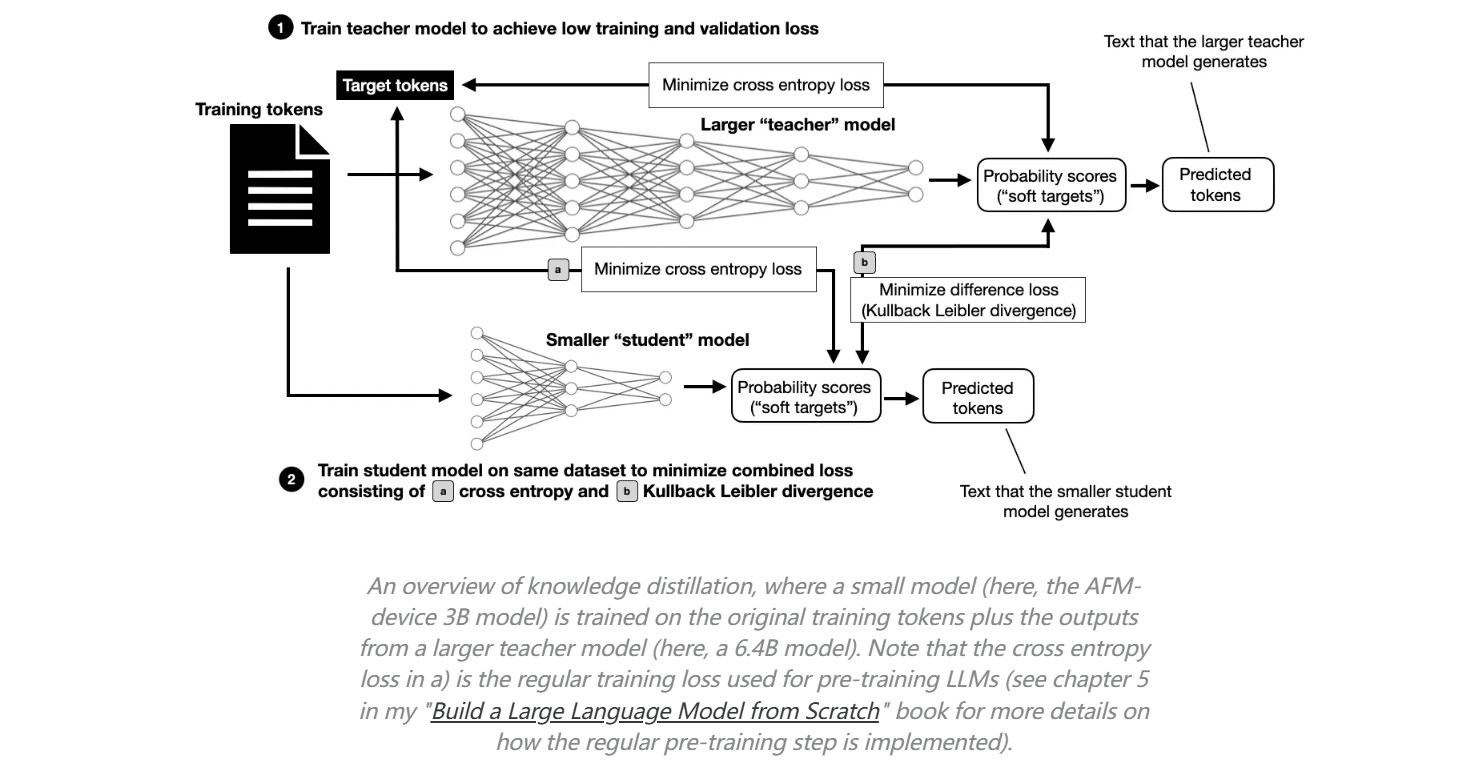 1 Train teacher model to achieve low training and validation loss
Text that the larger teacher
model generates
Target tokens
Minimize cross entropy loss
Training tokens
Larger “teacher” model
Probability scores
(“soft targets”)
Predicted
tokens
a
Minimize cross entropy loss
b
Minimize difference loss
(Kullback Leibler divergence)
Smaller “student” model
Probability scores
(“soft targets”)
Predicted
tokens
2 Train student model on same dataset to minimize combined loss
consisting of a cross entropy and b Kullback Leibler divergence
Text that the smaller student
model generates
An overview of knowledge distillation, where a small model (here, the AFM-
device 3B model) is trained on the original training tokens plus the outputs
from a larger teacher model (here, a 6.4B model). Note that the cross entropy
loss in a) is the regular training loss used for pre-training LLMs (see chapter 5
in my "Build a Large Language Model from Scratch" book for more details on
how the regular pre-training step is implemented).